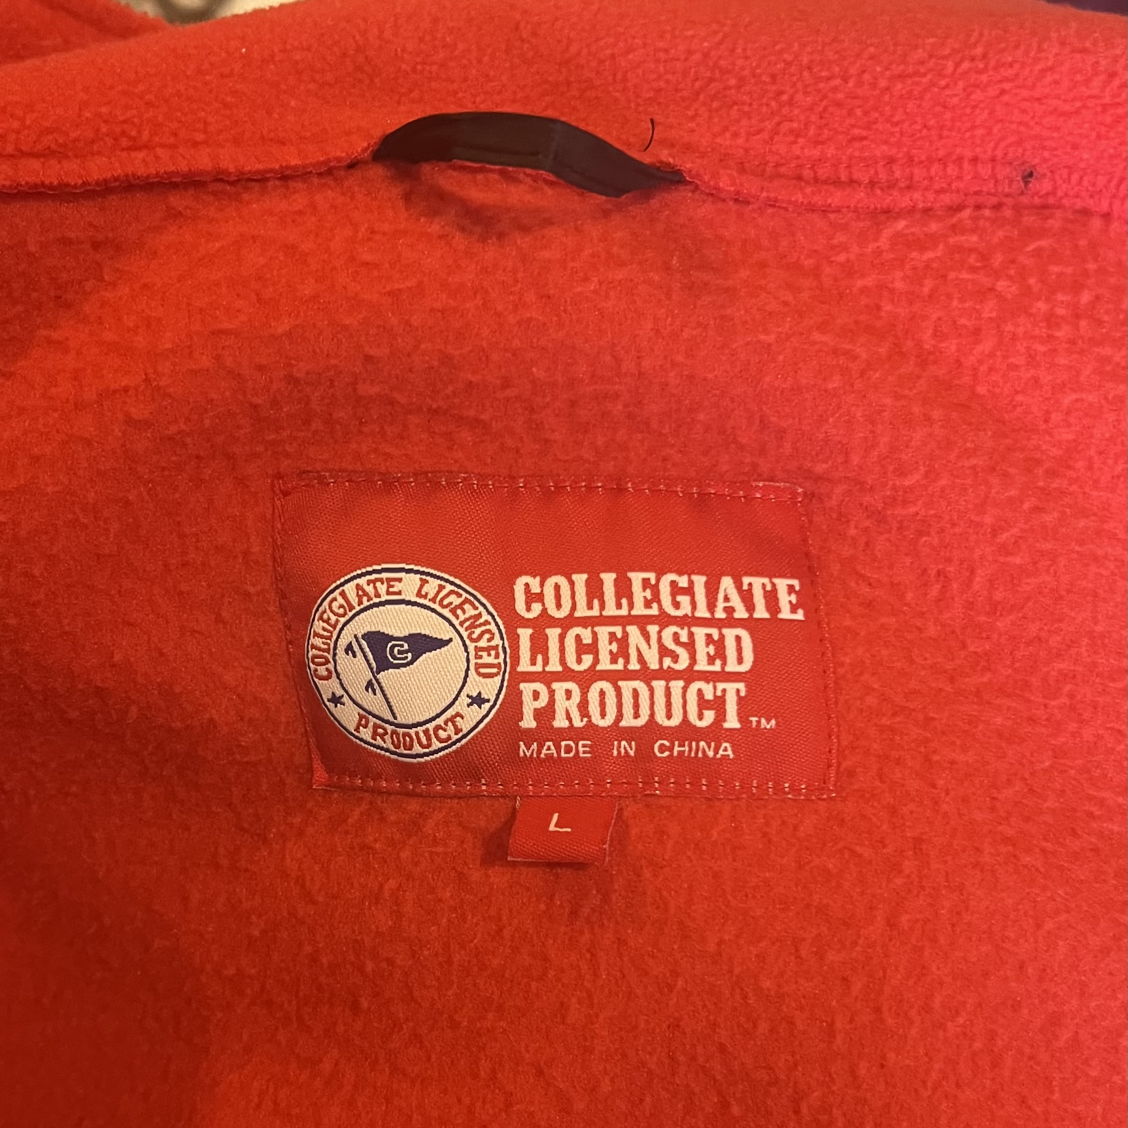 COLLEGIATE LICENSED
C
PRODUCT
COLLEGIATE
LICENSED
PRODUCT™
MADE IN CHINA
L